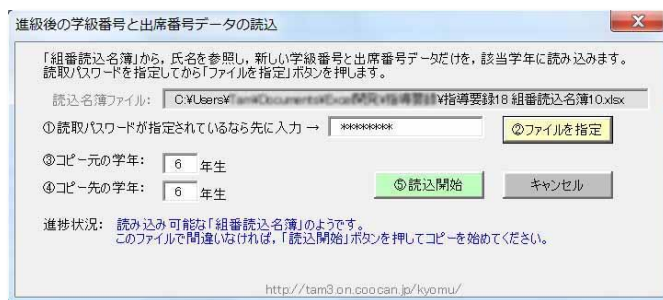 進級後の学級番号と出席番号データの読込
「組番読込名簿」から，氏名を参照し，新しい学級番号と出席番号データだけを，該当学年に読み込みます。
読取パスワードを指定してから「ファイルを指定」ボタンを押します。
読込名簿ファイル: C:¥Users¥ ¥指導要録18 組番読込名簿10.xlsx
①読取パスワードが指定されているなら先に入力 → ******** ②ファイルを指定
③コピー元の学年: 6 年生
④コピー先の学年: 6 年生 ⑤読込開始 キャンセル
進捗状況: 読み込み可能な「組番読込名簿」のようです。
このファイルで間違いなければ，「読込開始」ボタンを押してコピーを始めてください。
http://tam3.on.coocan.jp/kyomu/